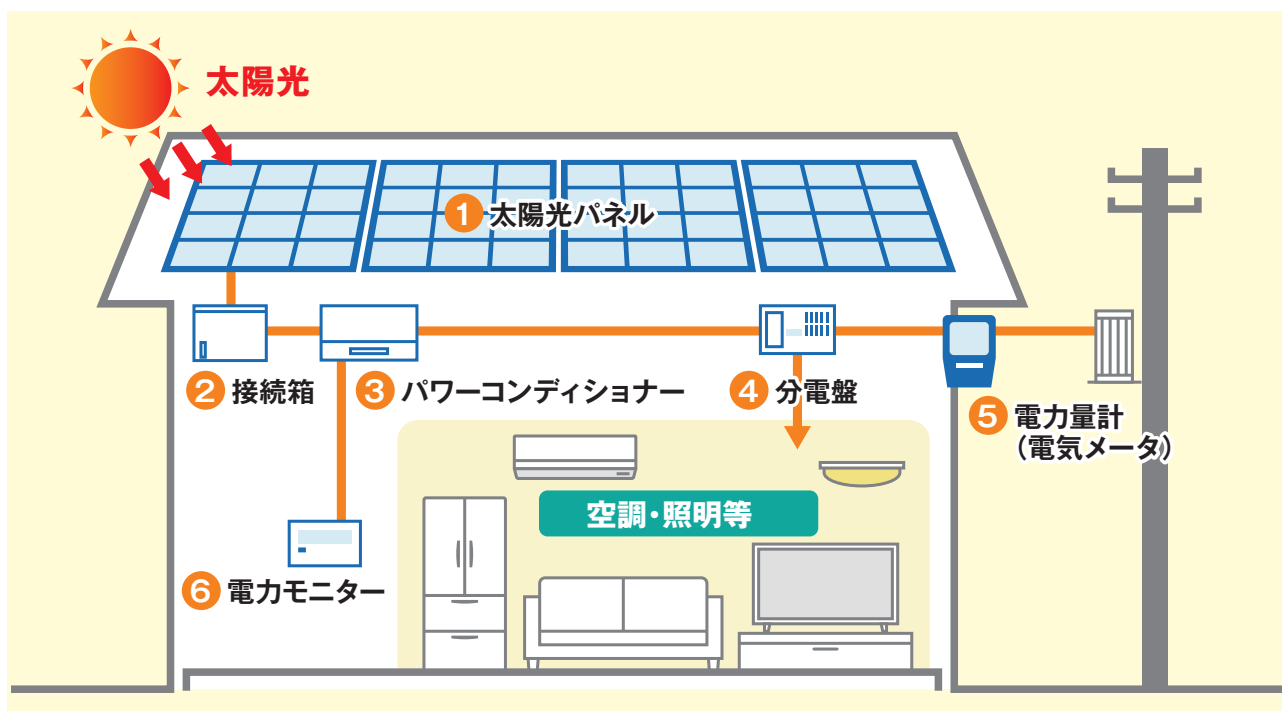 太陽光
1 太陽光パネル
2 接続箱
3 パワーコンディショナー
4 分電盤
5 電力量計
（電気メータ）
空調・照明等
6 電力モニター